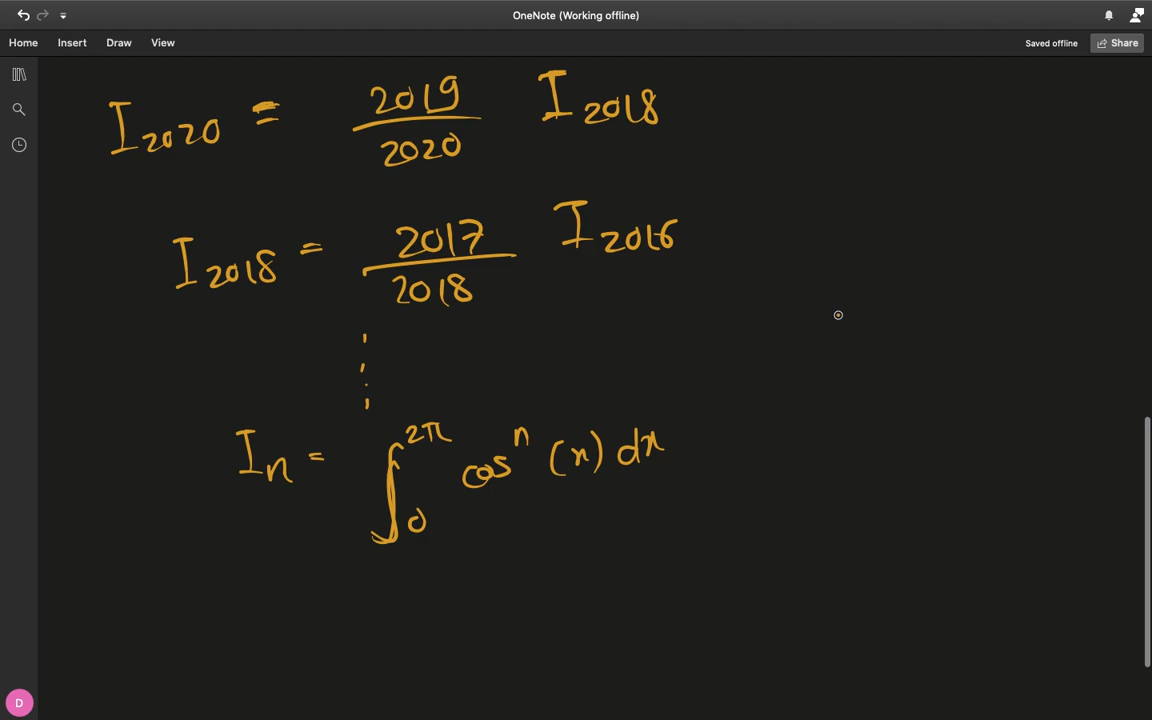 OneNote (Working offline)
Home Insert Draw View
Saved offline Share
I₂₀₂₀ = 2019/2020 I₂₀₁₈
I₂₀₁₈ = 2017/2018 I₂₀₁₆
⋮
Iₙ = ∫₀^2π cosⁿ (x) dx
D